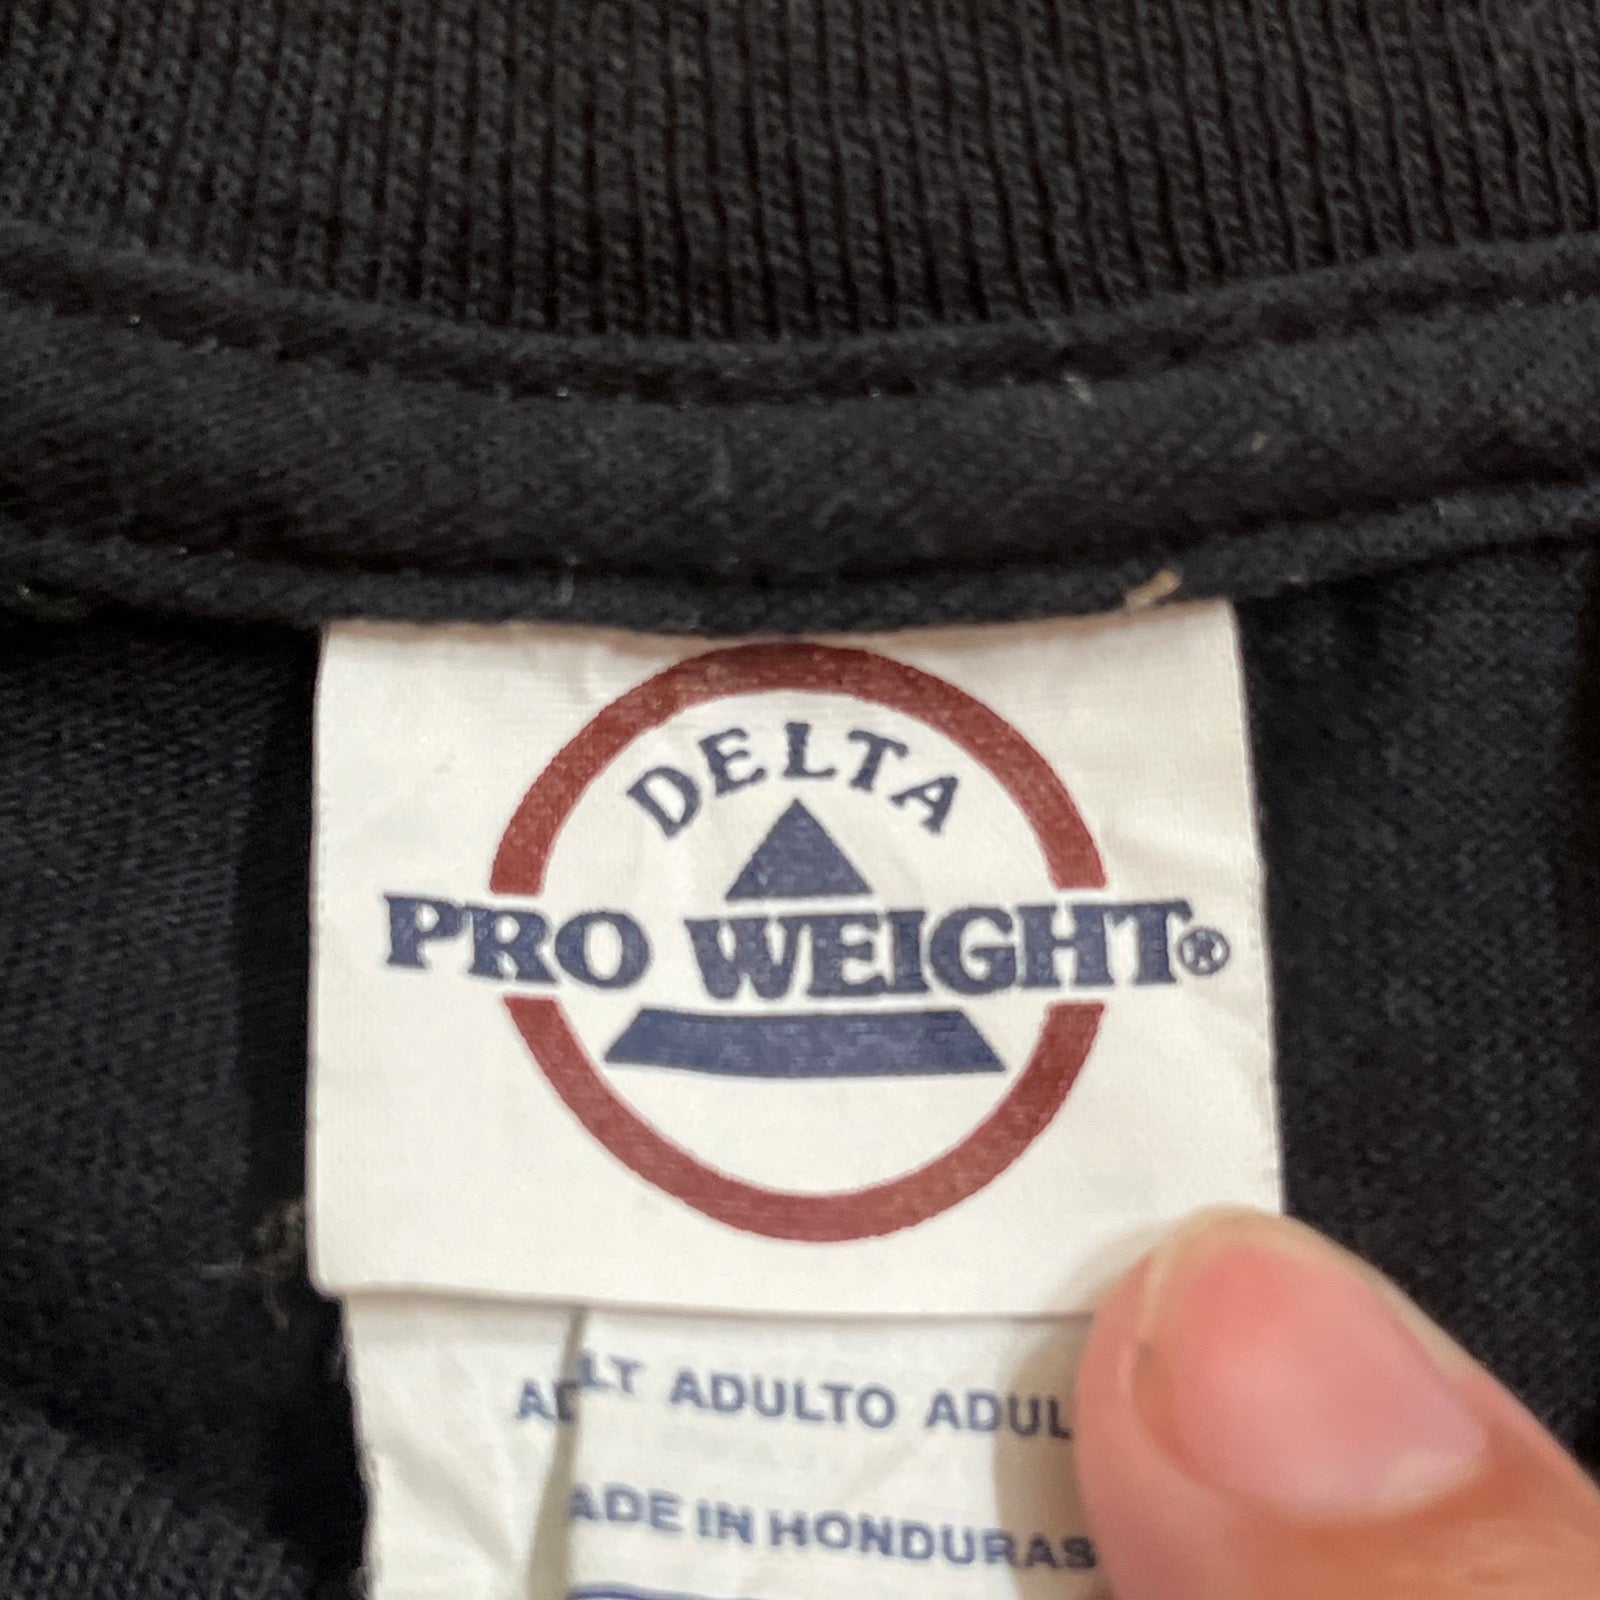 DELTA
PRO WEIGHT®
ADULTO
MADE IN HONDURAS